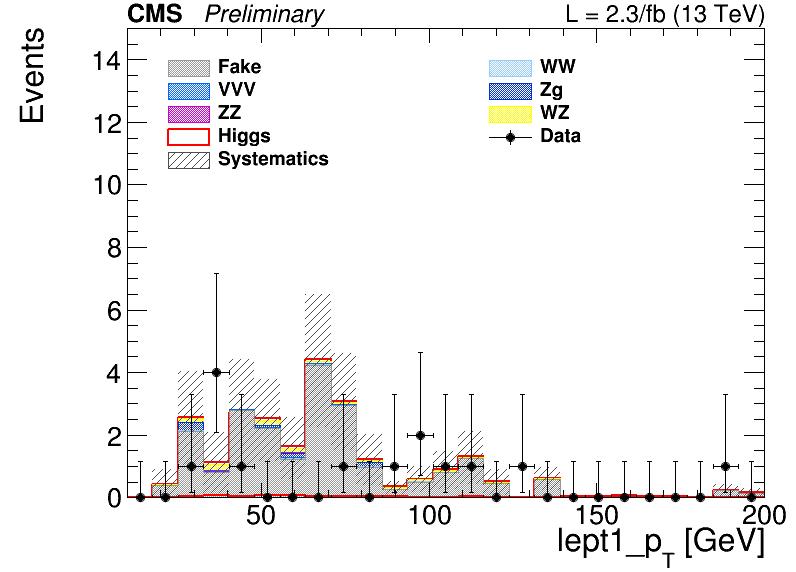 CMS Preliminary L = 2.3/fb (13 TeV)
Events
14
12
10
8
6
4
2
0
Fake
VVV
ZZ
Higgs
Systematics
WW
Zg
WZ
Data
50 100 150 200
lept1_p_T [GeV]